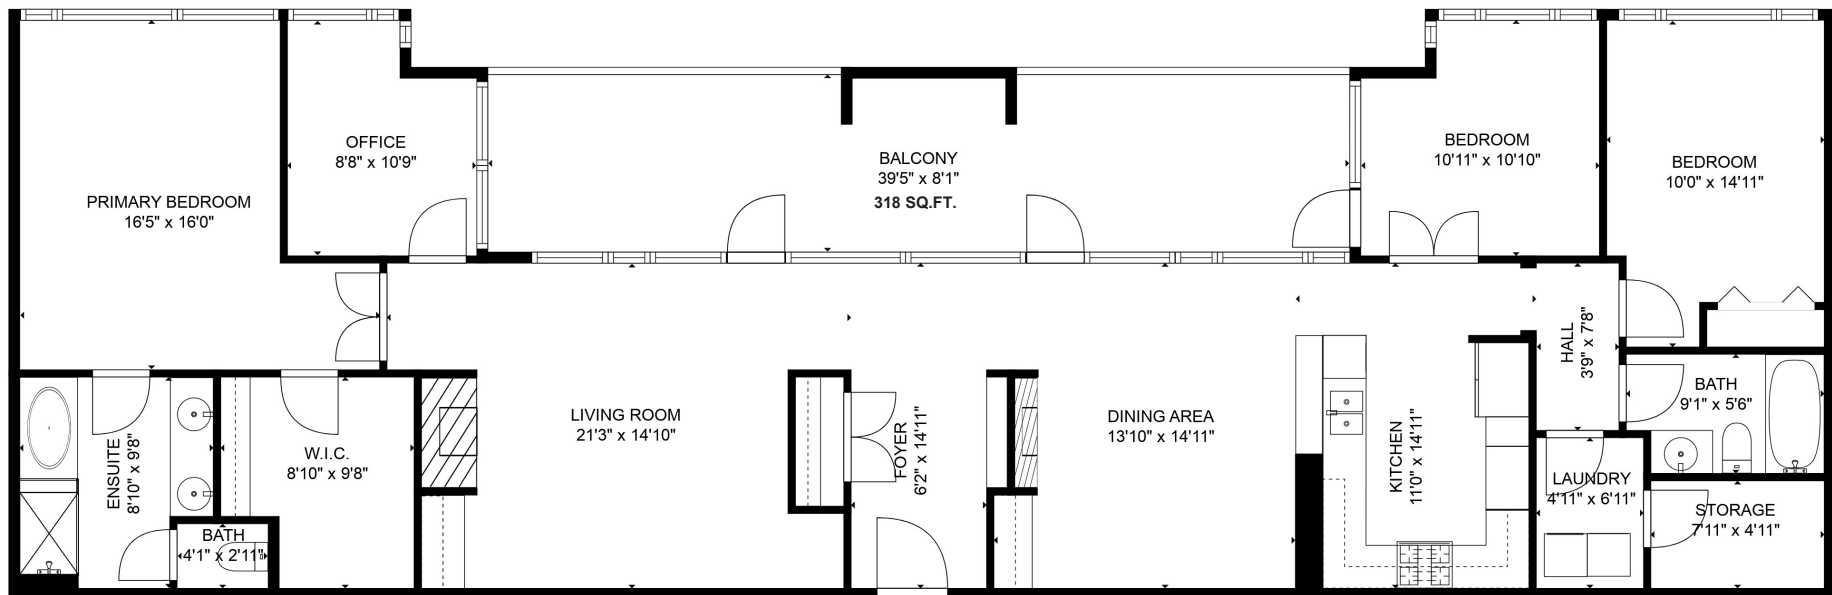 PRIMARY BEDROOM
16'5" x 16'0"
OFFICE
8'8" x 10'9"
BALCONY
39'5" x 8'1"
318 SQ.FT.
BEDROOM
10'11" x 10'10"
BEDROOM
10'0" x 14'11"
ENSUITE
8'10" x 9'8"
W.I.C.
8'10" x 9'8"
BATH
4'1" x 2'11"
LIVING ROOM
21'3" x 14'10"
FOYER
6'2" x 14'11"
DINING AREA
13'10" x 14'11"
KITCHEN
11'0" x 14'11"
HALL
3'9" x 7'8"
BATH
9'1" x 5'6"
LAUNDRY
4'11" x 6'11"
STORAGE
7'11" x 4'11"